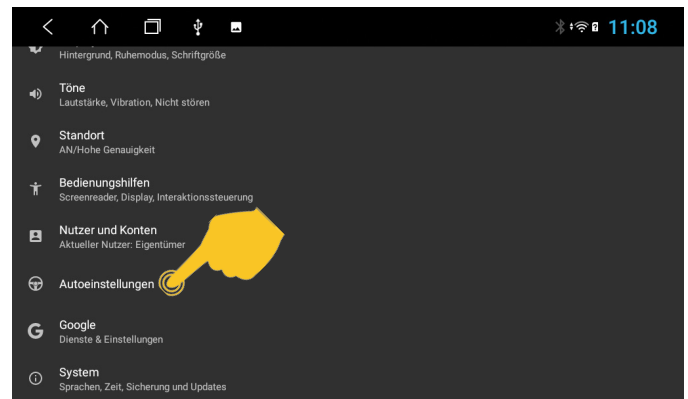 11:08
Hintergrund, Ruhemodus, Schriftgröße
Töne
Lautstärke, Vibration, Nicht stören
Standort
AN/Hohe Genauigkeit
Bedienungshilfen
Screenreader, Display, Interaktionssteuerung
Nutzer und Konten
Aktueller Nutzer: Eigentümer
Autoeinstellungen
Google
Dienste & Einstellungen
System
Sprachen, Zeit, Sicherung und Updates